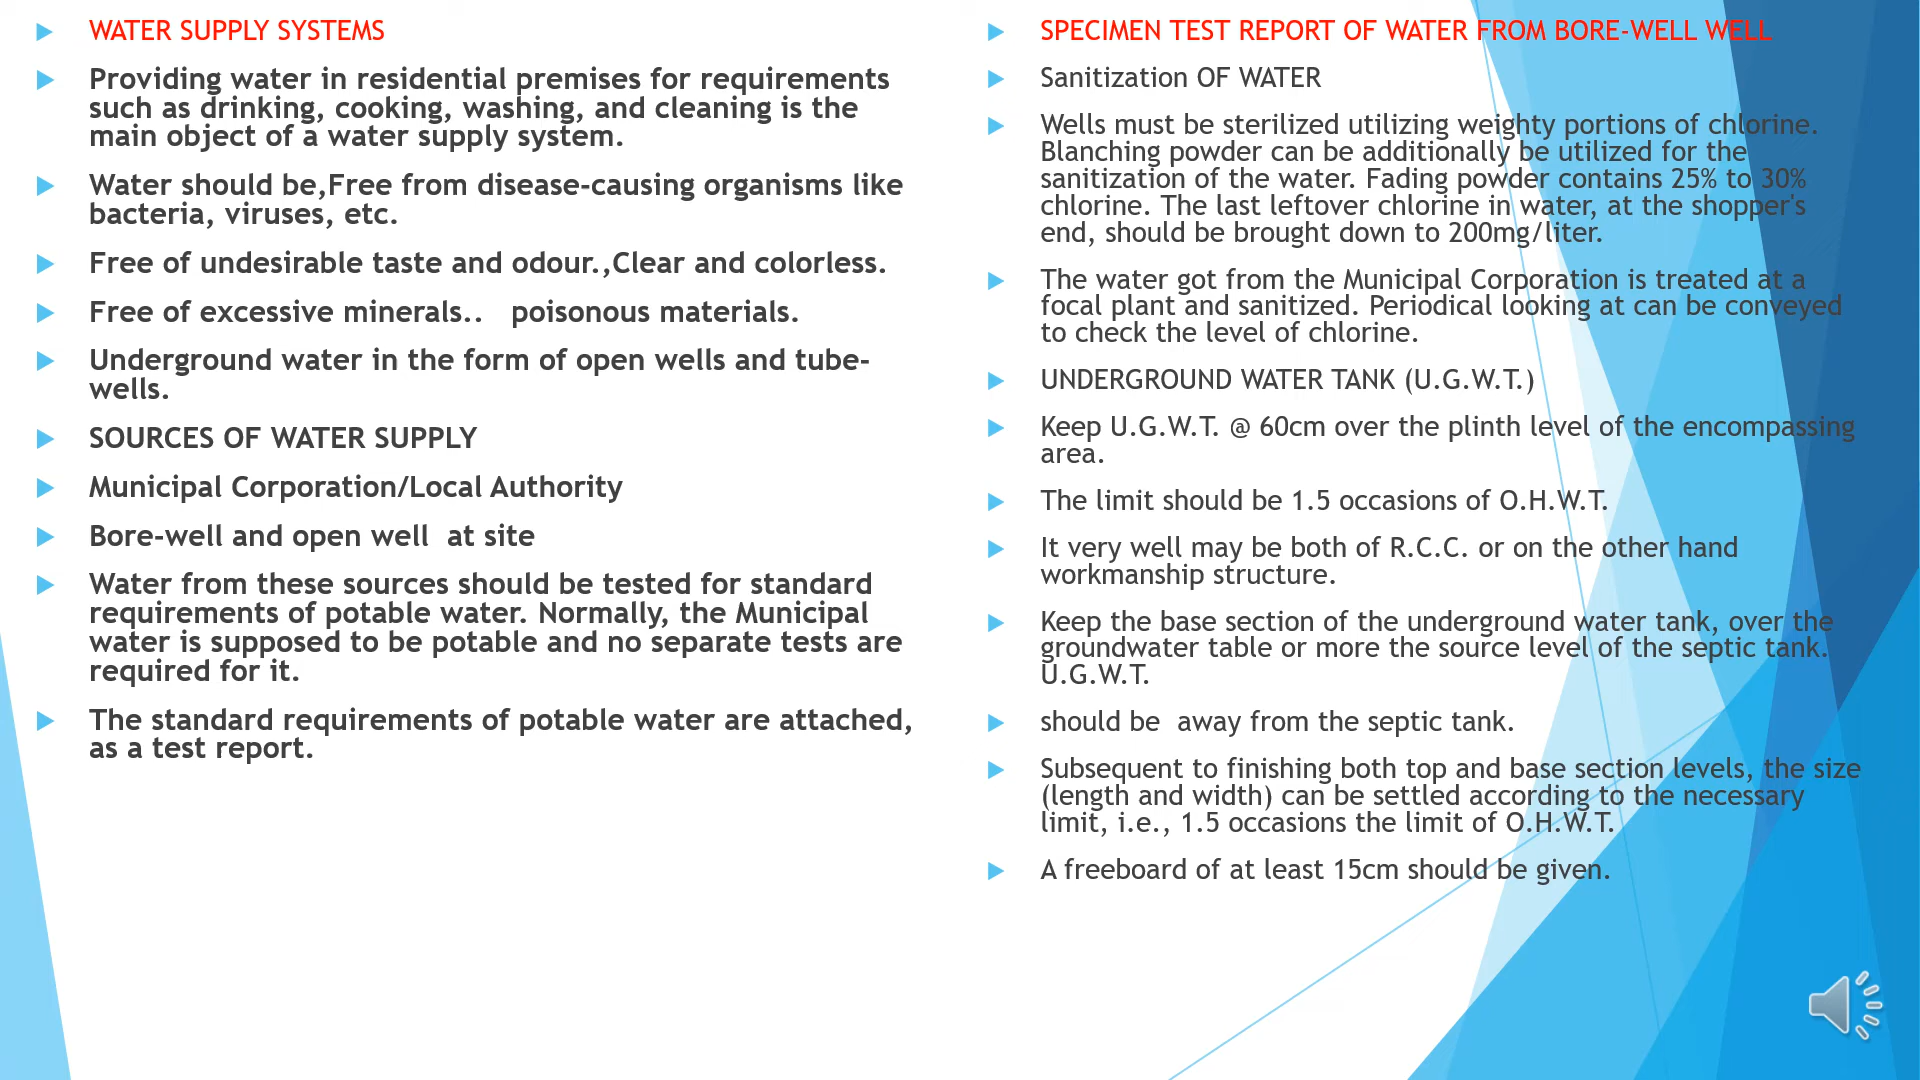 WATER SUPPLY SYSTEMS
Providing water in residential premises for requirements
such as drinking, cooking, washing, and cleaning is the
main object of a water supply system.
Water should be,Free from disease-causing organisms like
bacteria, viruses, etc.
Free of undesirable taste and odour.,Clear and colorless.
Free of excessive minerals..   poisonous materials.
Underground water in the form of open wells and tube-
wells.
SOURCES OF WATER SUPPLY
Municipal Corporation/Local Authority
Bore-well and open well  at site
Water from these sources should be tested for standard
requirements of potable water. Normally, the Municipal
water is supposed to be potable and no separate tests are
required for it.
The standard requirements of potable water are attached,
as a test report.
SPECIMEN TEST REPORT OF WATER FROM BORE-WELL WELL
Sanitization OF WATER
Wells must be sterilized utilizing weighty portions of chlorine.
Blanching powder can be additionally be utilized for the
sanitization of the water. Fading powder contains 25% to 30%
chlorine. The last leftover chlorine in water, at the shopper's
end, should be brought down to 200mg/liter.
The water got from the Municipal Corporation is treated at a
focal plant and sanitized. Periodical looking at can be conveyed
to check the level of chlorine.
UNDERGROUND WATER TANK (U.G.W.T.)
Keep U.G.W.T. @ 60cm over the plinth level of the encompassing
area.
The limit should be 1.5 occasions of O.H.W.T.
It very well may be both of R.C.C. or on the other hand
workmanship structure.
Keep the base section of the underground water tank, over the
groundwater table or more the source level of the septic tank.
U.G.W.T.
should be  away from the septic tank.
Subsequent to finishing both top and base section levels, the size
(length and width) can be settled according to the necessary
limit, i.e., 1.5 occasions the limit of O.H.W.T.
A freeboard of at least 15cm should be given.